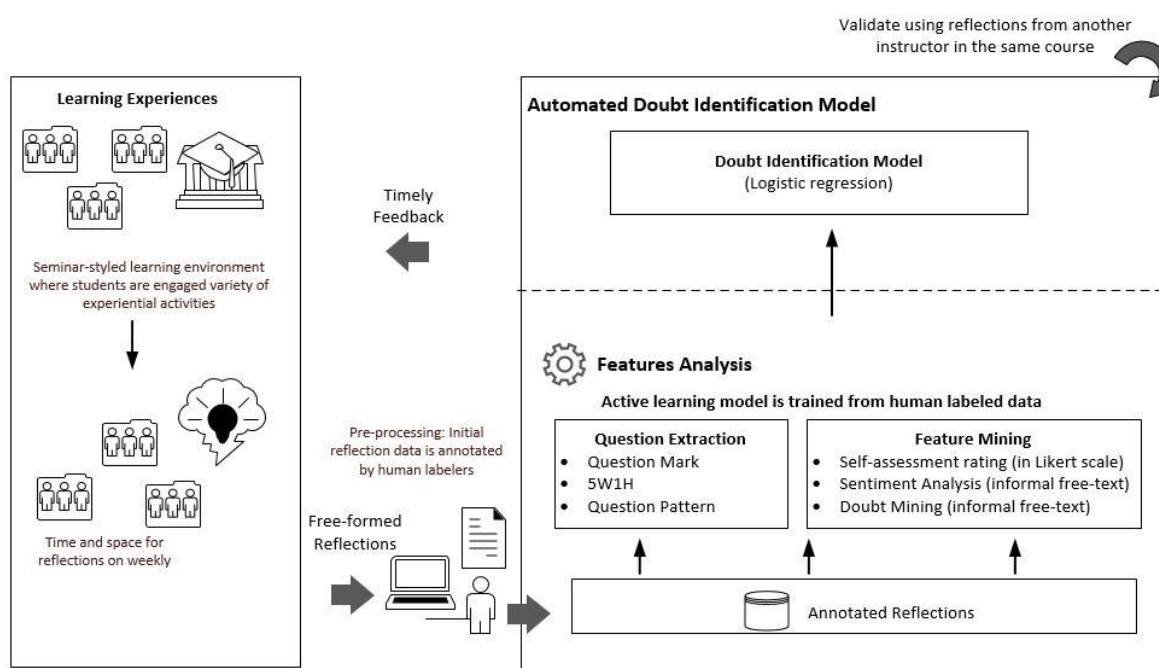 Validate using reflections from another
instructor in the same course
Learning Experiences
Seminar-styled learning environment
where students are engaged variety of
experiential activities
Time and space for
reflections on weekly
Timely
Feedback
Pre-processing: Initial
reflection data is annotated
by human labelers
Free-formed
Reflections
Automated Doubt Identification Model
Doubt Identification Model
(Logistic regression)
Features Analysis
Active learning model is trained from human labeled data
Question Extraction
• Question Mark
• 5W1H
• Question Pattern
Feature Mining
• Self-assessment rating (in Likert scale)
• Sentiment Analysis (informal free-text)
• Doubt Mining (informal free-text)
Annotated Reflections